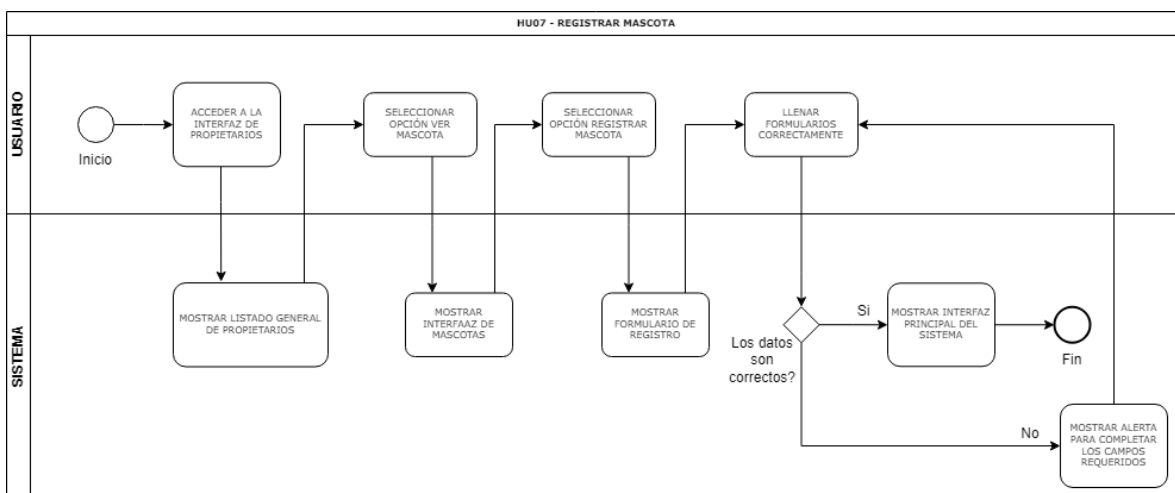 HU07 - REGISTRAR MASCOTA
USUARIO
Inicio
ACCEDER A LA
INTERFAZ DE
PROPIETARIOS
SELECCIONAR
OPCIÓN VER
MASCOTA
SELECCIONAR
OPCIÓN REGISTRAR
MASCOTA
LLENAR
FORMULARIOS
CORRECTAMENTE
SISTEMA
MOSTRAR LISTADO GENERAL
DE PROPIETARIOS
MOSTRAR
INTERFAAZ DE
MASCOTAS
MOSTRAR
FORMULARIO DE
REGISTRO
Los datos
son
correctos?
Si
MOSTRAR INTERFAZ
PRINCIPAL DEL
SISTEMA
Fin
No
MOSTRAR ALERTA
PARA COMPLETAR
LOS CAMPOS
REQUERIDOS